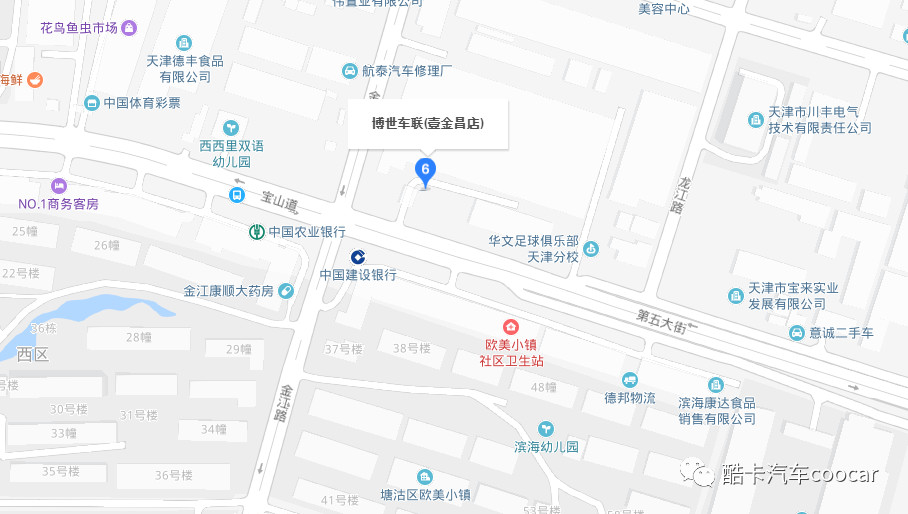 伟置业有限公司
美容中心
花鸟鱼虫市场
天津德丰食品
有限公司
海鲜
航泰汽车修理厂
中国体育彩票
金
博世车联(壹金昌店)
天津市川丰电气
技术有限责任公司
西西里双语
幼儿园
6
NO.1商务客房
宝山道
龙江路
25幢
中国农业银行
26幢
华文足球俱乐部
天津分校
22号楼
中国建设银行
金江康顺大药房
天津市宝来实业
发展有限公司
36栋
第五大街
28幢
意诚二手车
西区
29幢
37号楼
38号楼
欧美小镇
社区卫生站
号楼
48幢
德邦物流
滨海康达食品
销售有限公司
30号楼
31号楼
金江路
33幢
34幢
滨海幼儿园
35号楼
36号楼
塘沽区欧美小镇
41号楼
53号楼
酷卡汽车coocar